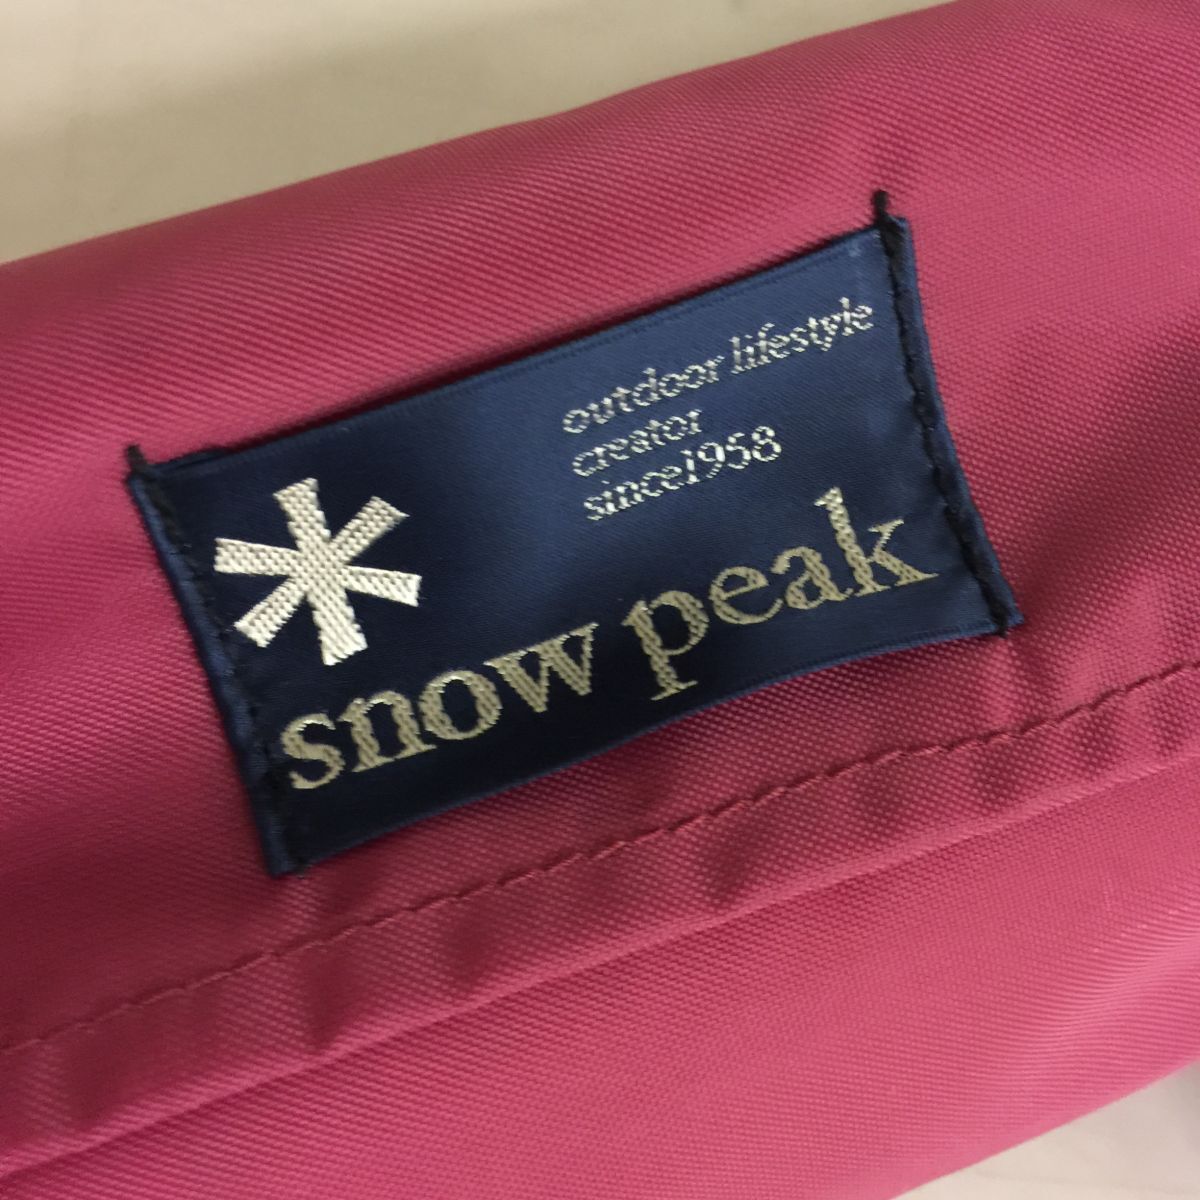 outdoor lifestyle
creator
since1958
snow peak